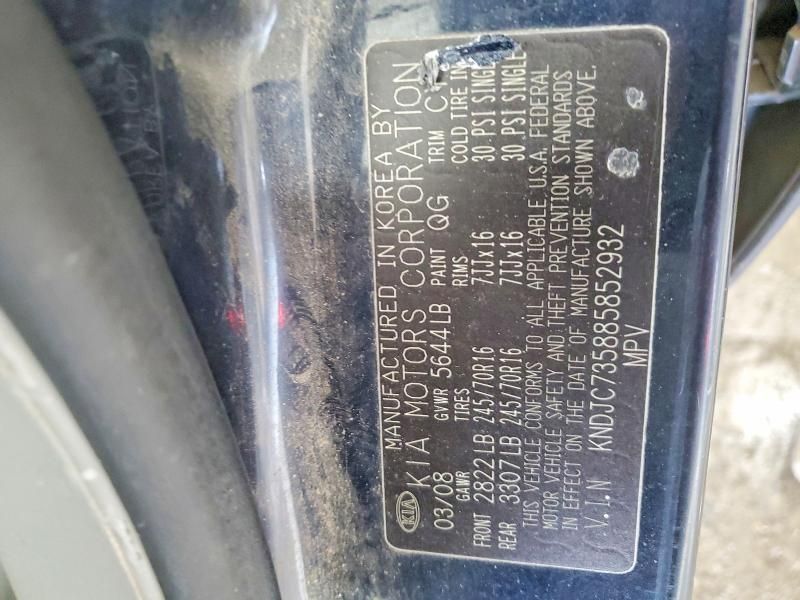 MANUFACTURED IN KOREA BY
KIA KIA MOTORS CORPORATION
03/08 GVWR 5644LB PAINT QG TRIM
GAWR TIRES RIMS COLD TIRE
FRONT 2822LB 245/70R16 7JJx16 30 PSI SINGLE
REAR 3307LB 245/70R16 7JJx16 30 PSI SINGLE
THIS VEHICLE CONFORMS TO ALL APPLICABLE U.S.A. FEDERAL
MOTOR VEHICLE SAFETY AND THEFT PREVENTION STANDARDS
IN EFFECT ON THE DATE OF MANUFACTURE SHOWN ABOVE.
V.I.N KNDJC735885852932
MPV